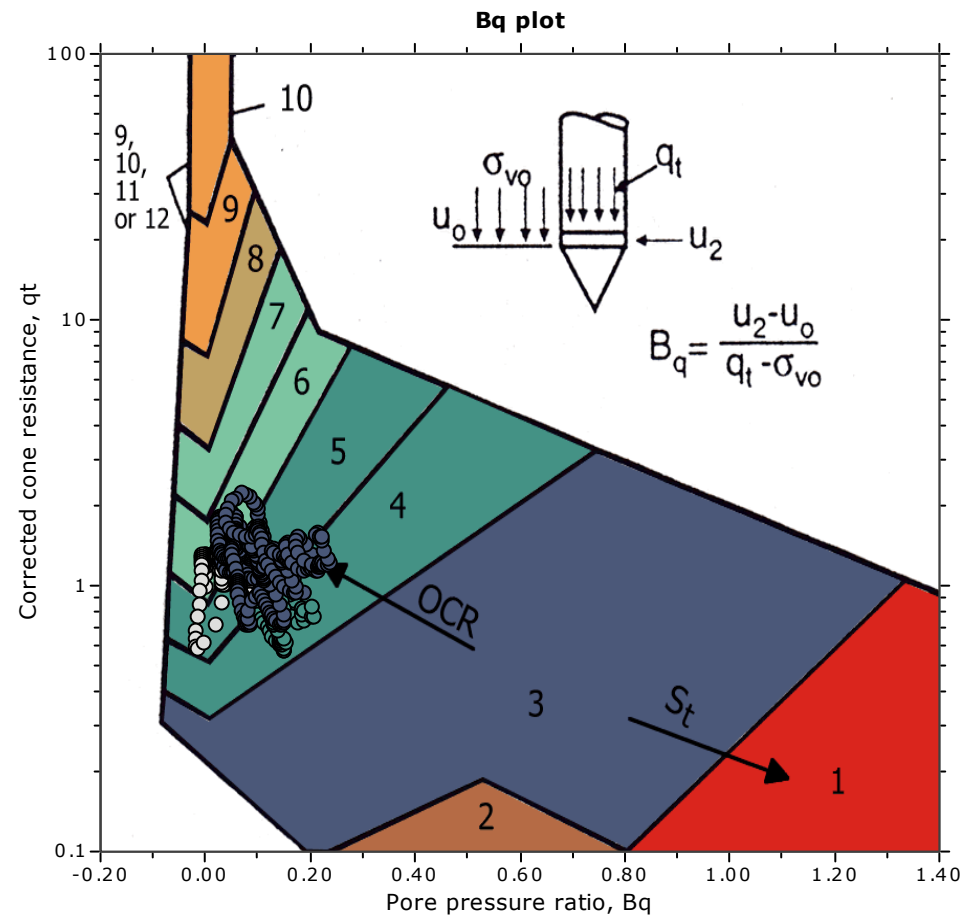 Bq plot
100
10
1
0.1
Corrected cone resistance, qt
-0.20 0.00 0.20 0.40 0.60 0.80 1.00 1.20 1.40
Pore pressure ratio, Bq
10
9,
10,
11
or 12
9
8
7
6
5
4
3
2
1
OCR
St
σvo
uo
qt
u2
Bq= u2-uo
qt -σvo